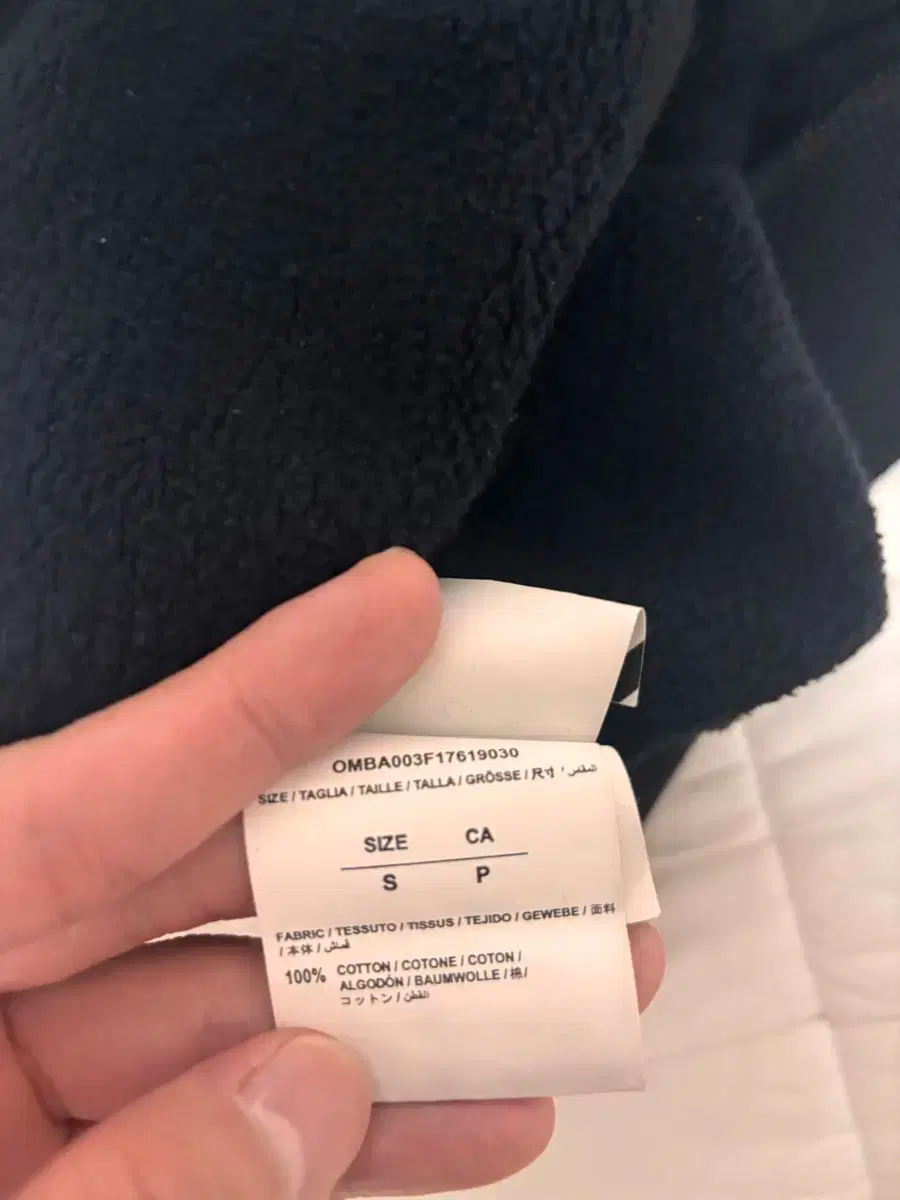 OMBA003F17619030
SIZE / TAGLIA / TAILLE / TALLA / GRÖSSE / 尺寸 / المقاس
SIZE CA
S P
FABRIC / TESSUTO / TISSUS / TEJIDO / GEWEBE / 面料
/ 本体 / قماش
100% COTTON / COTONE / COTON /
ALGODÓN / BAUMWOLLE / 棉 /
コットン / القطن